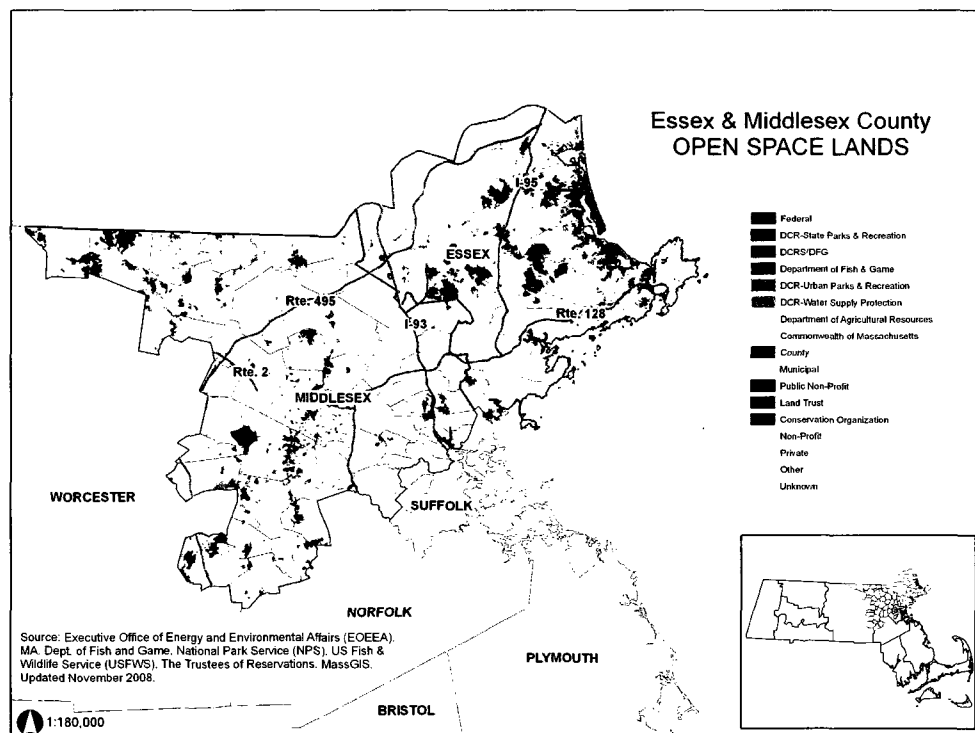 Essex & Middlesex County
OPEN SPACE LANDS
Federal
DCR-State Parks & Recreation
DCRS/DFG
Department of Fish & Game
DCR-Urban Parks & Recreation
DCR-Water Supply Protection
Department of Agricultural Resources
Commonwealth of Massachusetts
County
Municipal
Public Non-Profit
Land Trust
Conservation Organization
Non-Profit
Private
Other
Unknown
I-95
ESSEX
Rte. 495
I-93
Rte. 128
Rte. 2
MIDDLESEX
WORCESTER
SUFFOLK
NORFOLK
PLYMOUTH
BRISTOL
Source: Executive Office of Energy and Environmental Affairs (EOEEA).
MA. Dept. of Fish and Game. National Park Service (NPS). US Fish &
Wildlife Service (USFWS). The Trustees of Reservations. MassGIS.
Updated November 2008.
1:180,000